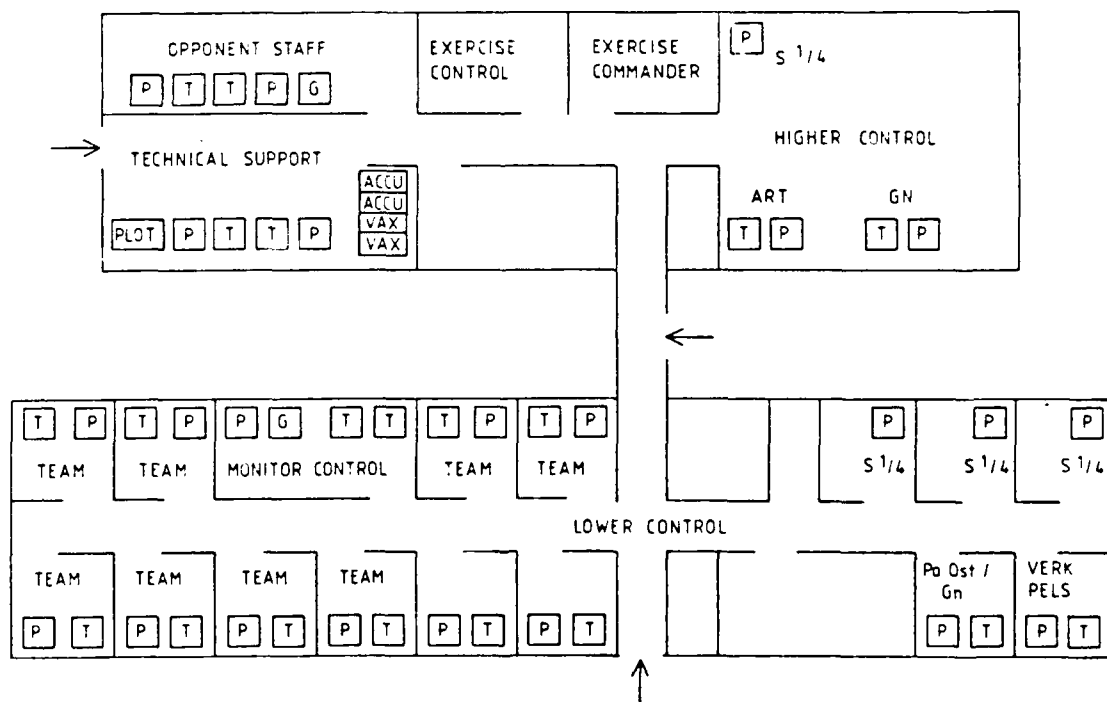 OPPONENT STAFF
P T T P G
EXERCISE
CONTROL
EXERCISE
COMMANDER
P
S 1/4
HIGHER CONTROL
TECHNICAL SUPPORT
ACCU
ACCU
VAX
VAX
PLOT P T T P
ART
T P
GN
T P
T P
TEAM
T P
TEAM
P G T T
MONITOR CONTROL
T P
TEAM
T P
TEAM
P
S 1/4
P
S 1/4
P
S 1/4
LOWER CONTROL
TEAM
P T
TEAM
P T
TEAM
P T
TEAM
P T
P T
P T
Pa Ost /
Gn
P T
VERK
PELS
P T